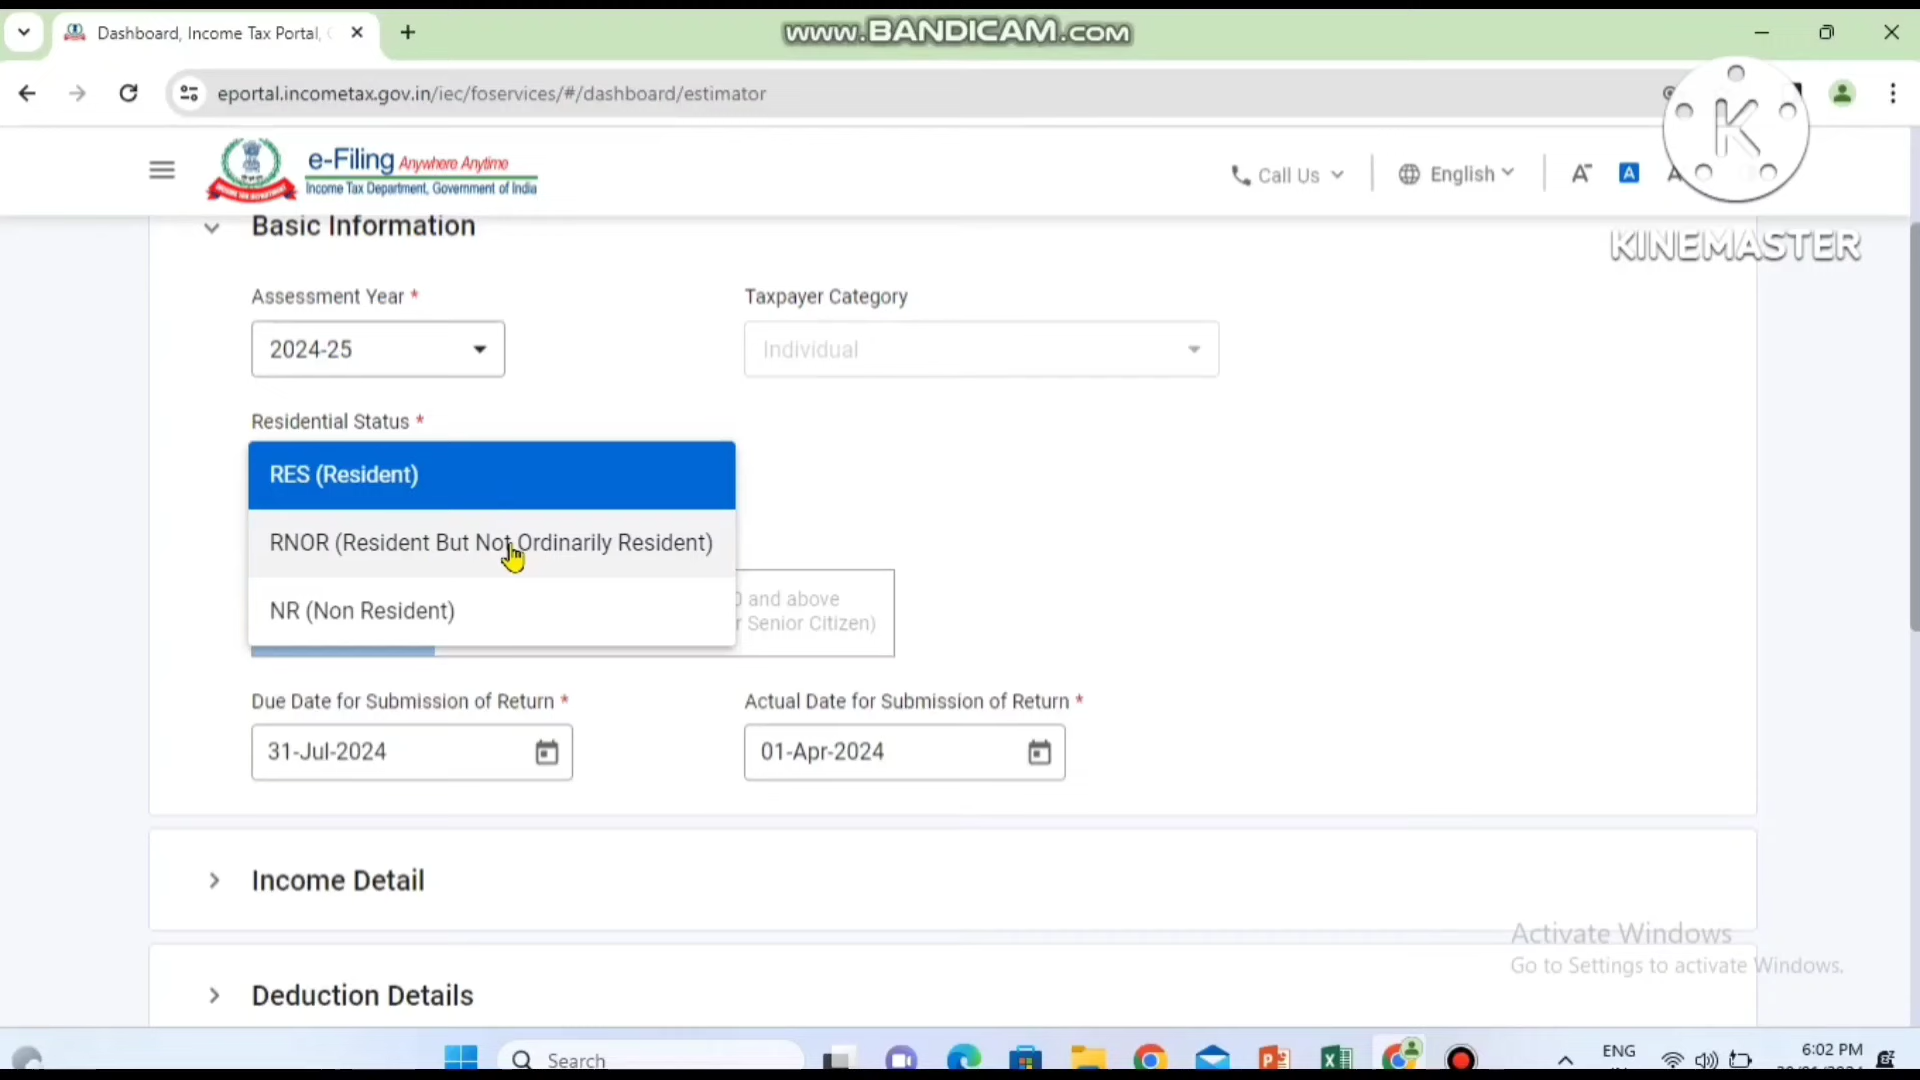 Dashboard, Income Tax Portal,
www.BANDICAM.com
eportal.incometax.gov.in/iec/foservices/#/dashboard/estimator
e-Filing Anywhere Anytime
Income Tax Department, Government of India
Call Us
English
A-
A
A
K
KINEMASTER
Basic Information
Assessment Year *
Taxpayer Category
2024-25
Individual
Residential Status *
RES (Resident)
RNOR (Resident But Not Ordinarily Resident)
NR (Non Resident)
and above
Senior Citizen)
Due Date for Submission of Return *
Actual Date for Submission of Return *
31-Jul-2024
01-Apr-2024
Income Detail
Deduction Details
Activate Windows
Go to Settings to activate Windows.
Search
ENG
6:02 PM